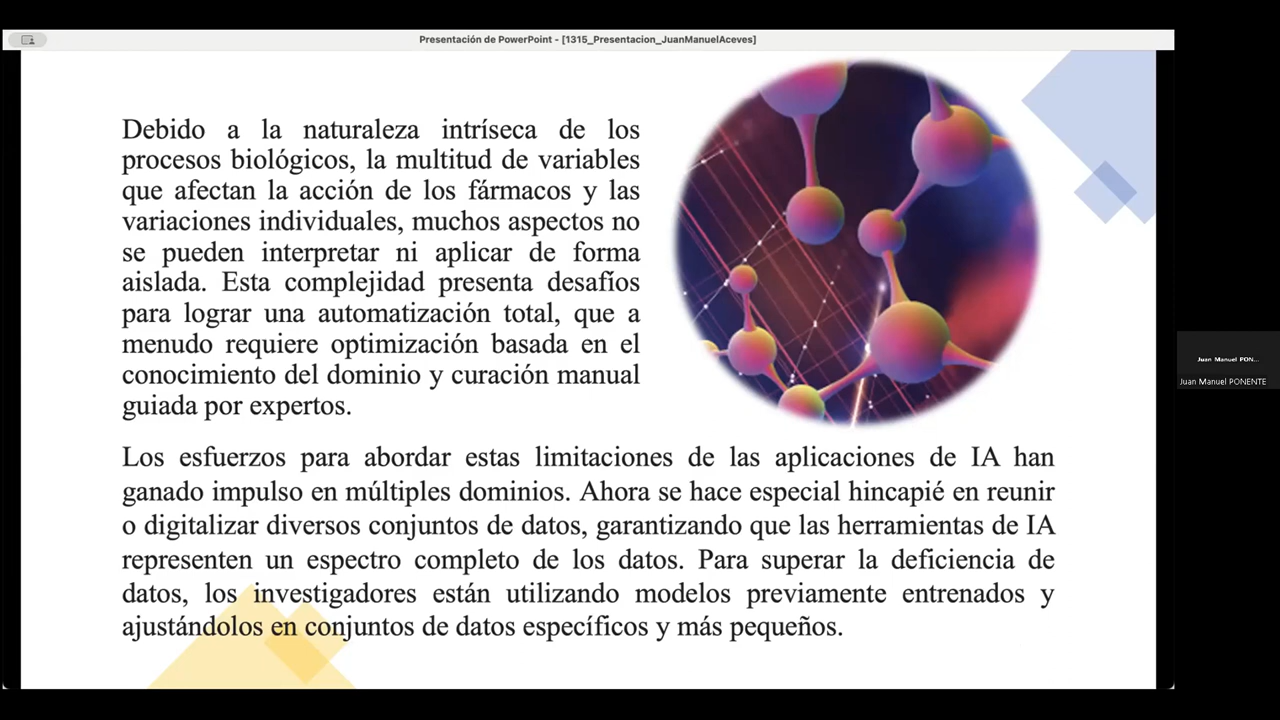 Presentación de PowerPoint - [1315_Presentacion_JuanManuelAceves]
Debido a la naturaleza intríseca de los
procesos biológicos, la multitud de variables
que afectan la acción de los fármacos y las
variaciones individuales, muchos aspectos no
se pueden interpretar ni aplicar de forma
aislada. Esta complejidad presenta desafíos
para lograr una automatización total, que a
menudo requiere optimización basada en el
conocimiento del dominio y curación manual
guiada por expertos.
Los esfuerzos para abordar estas limitaciones de las aplicaciones de IA han
ganado impulso en múltiples dominios. Ahora se hace especial hincapié en reunir
o digitalizar diversos conjuntos de datos, garantizando que las herramientas de IA
representen un espectro completo de los datos. Para superar la deficiencia de
datos, los investigadores están utilizando modelos previamente entrenados y
ajustándolos en conjuntos de datos específicos y más pequeños.
Juan Manuel PON...
Juan Manuel PONENTE